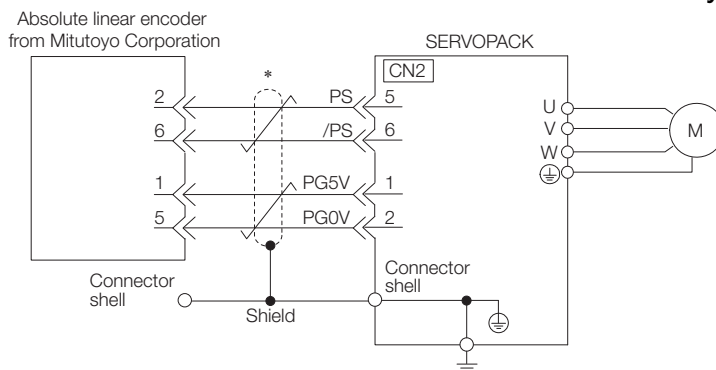 Absolute linear encoder
from Mitutoyo Corporation
SERVOPACK
CN2
*
2 PS 5
6 /PS 6
1 PG5V 1
5 PG0V 2
U
V
W
M
Connector
shell
Shield
Connector
shell